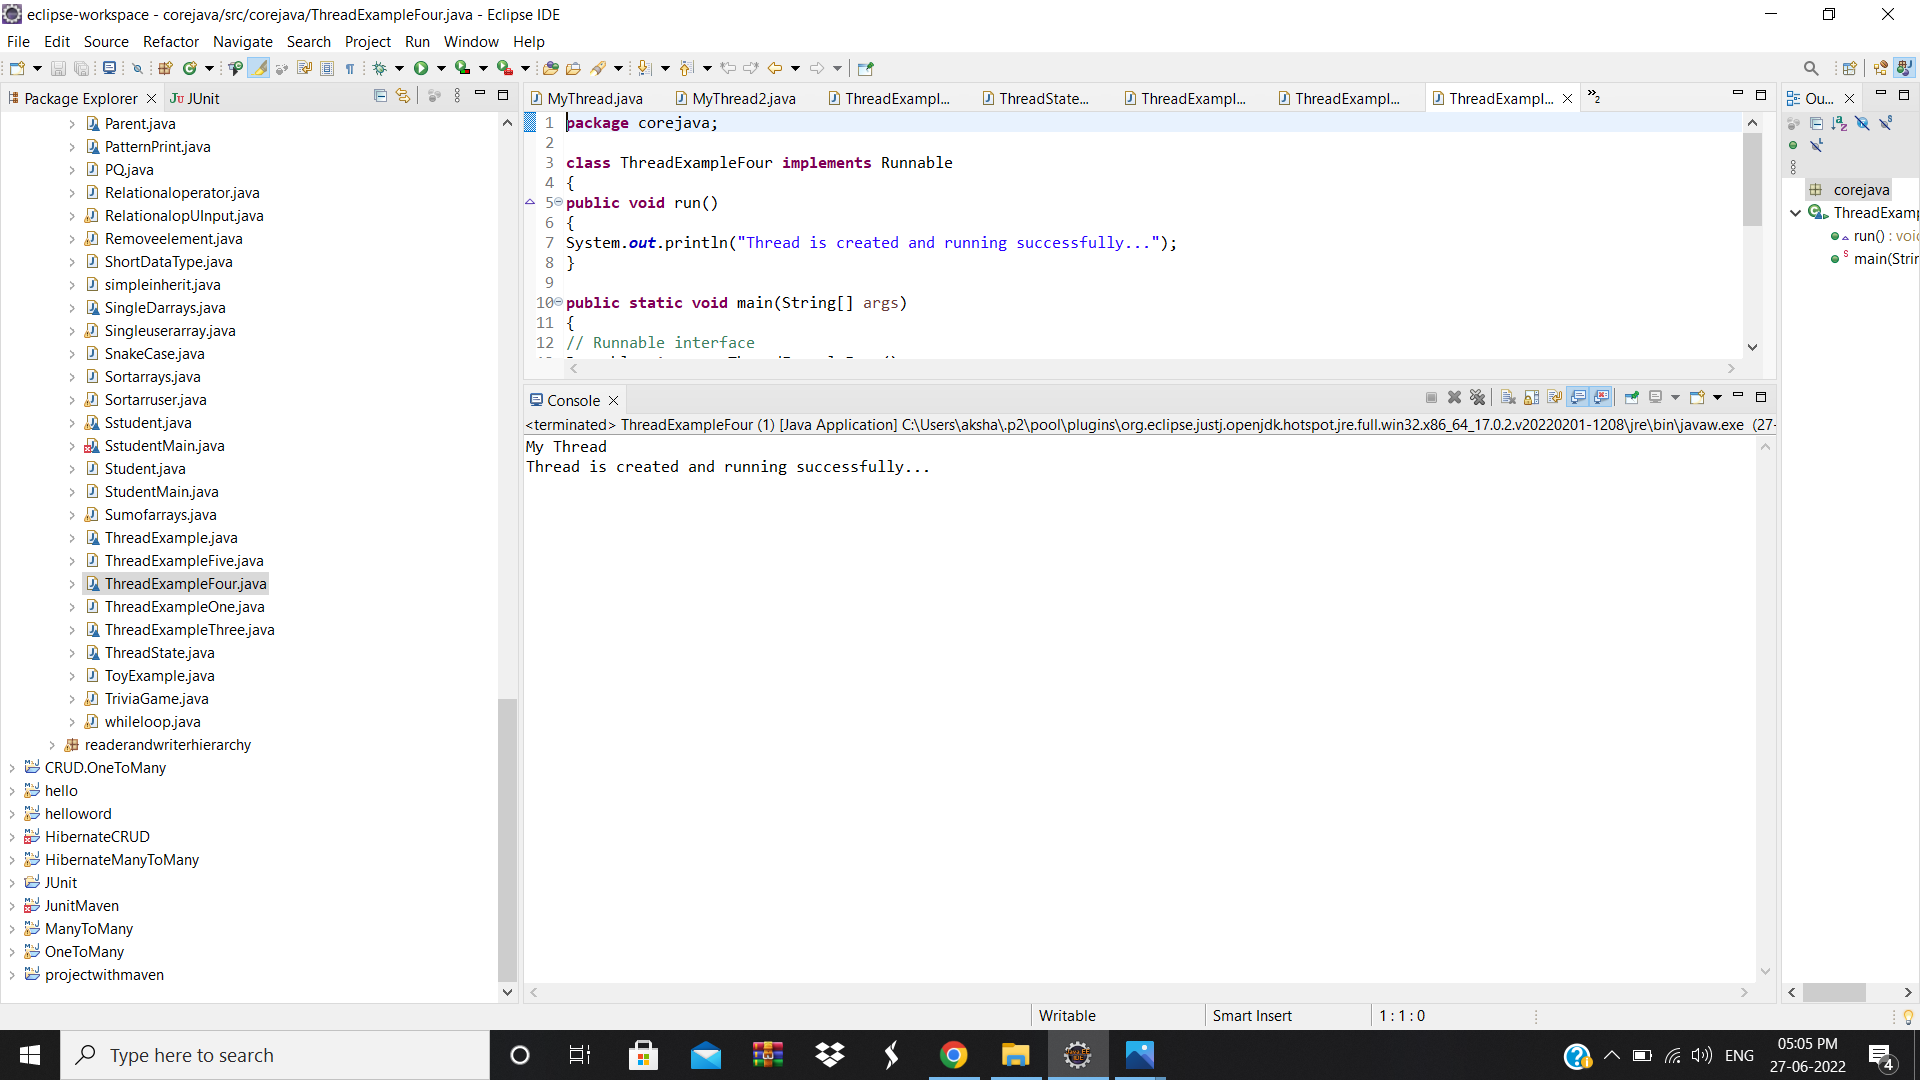 eclipse-workspace - corejava/src/corejava/ThreadExampleFour.java - Eclipse IDE
File Edit Source Refactor Navigate Search Project Run Window Help
Package Explorer JUnit
Parent.java
PatternPrint.java
PQ.java
Relationaloperator.java
RelationalopUInput.java
Removeelement.java
ShortDataType.java
simpleinherit.java
SingleDarrays.java
Singleuserarray.java
SnakeCase.java
Sortarrays.java
Sortarruser.java
Sstudent.java
SstudentMain.java
Student.java
StudentMain.java
Sumofarrays.java
ThreadExample.java
ThreadExampleFive.java
ThreadExampleFour.java
ThreadExampleOne.java
ThreadExampleThree.java
ThreadState.java
ToyExample.java
TriviaGame.java
whileloop.java
readerandwriterhierarchy
CRUD.OneToMany
hello
helloword
HibernateCRUD
HibernateManyToMany
JUnit
JunitMaven
ManyToMany
OneToMany
projectwithmaven
MyThread.java MyThread2.java ThreadExampl... ThreadState... ThreadExampl... ThreadExampl... ThreadExampl... 2
1 package corejava;
2
3 class ThreadExampleFour implements Runnable
4 {
5 public void run()
6 {
7 System.out.println("Thread is created and running successfully...");
8 }
9
10 public static void main(String[] args)
11 {
12 // Runnable interface
Console
<terminated> ThreadExampleFour (1) [Java Application] C:\Users\aksha\.p2\pool\plugins\org.eclipse.justj.openjdk.hotspot.jre.full.win32.x86_64_17.0.2.v20220201-1208\jre\bin\javaw.exe (27-
My Thread
Thread is created and running successfully...
Ou...
corejava
ThreadExamp
run() : void
main(Strin
Writable Smart Insert 1 : 1 : 0
Type here to search
ENG
05:05 PM
27-06-2022
4